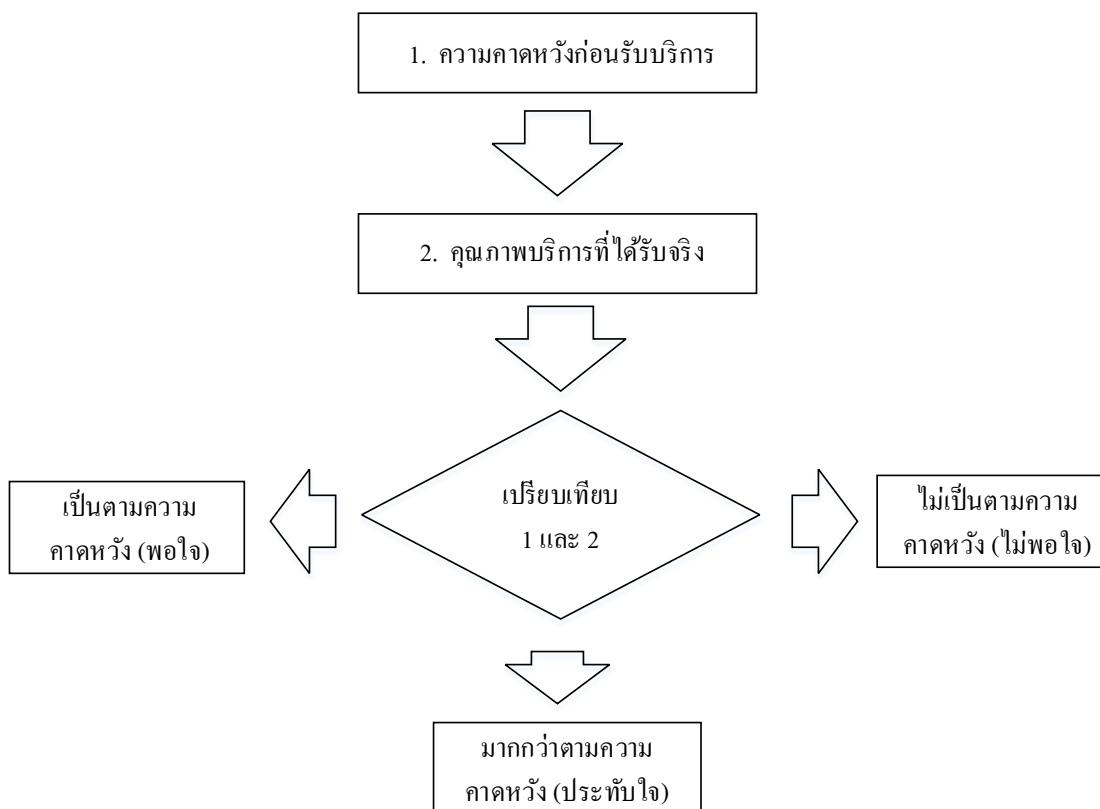 1. ความคาดหวังก่อนรับบริการ
2. คุณภาพบริการที่ได้รับจริง
เปรียบเทียบ
1 และ 2
เป็นตามความ
คาดหวัง (พอใจ)
ไม่เป็นตามความ
คาดหวัง (ไม่พอใจ)
มากกว่าตามความ
คาดหวัง (ประทับใจ)